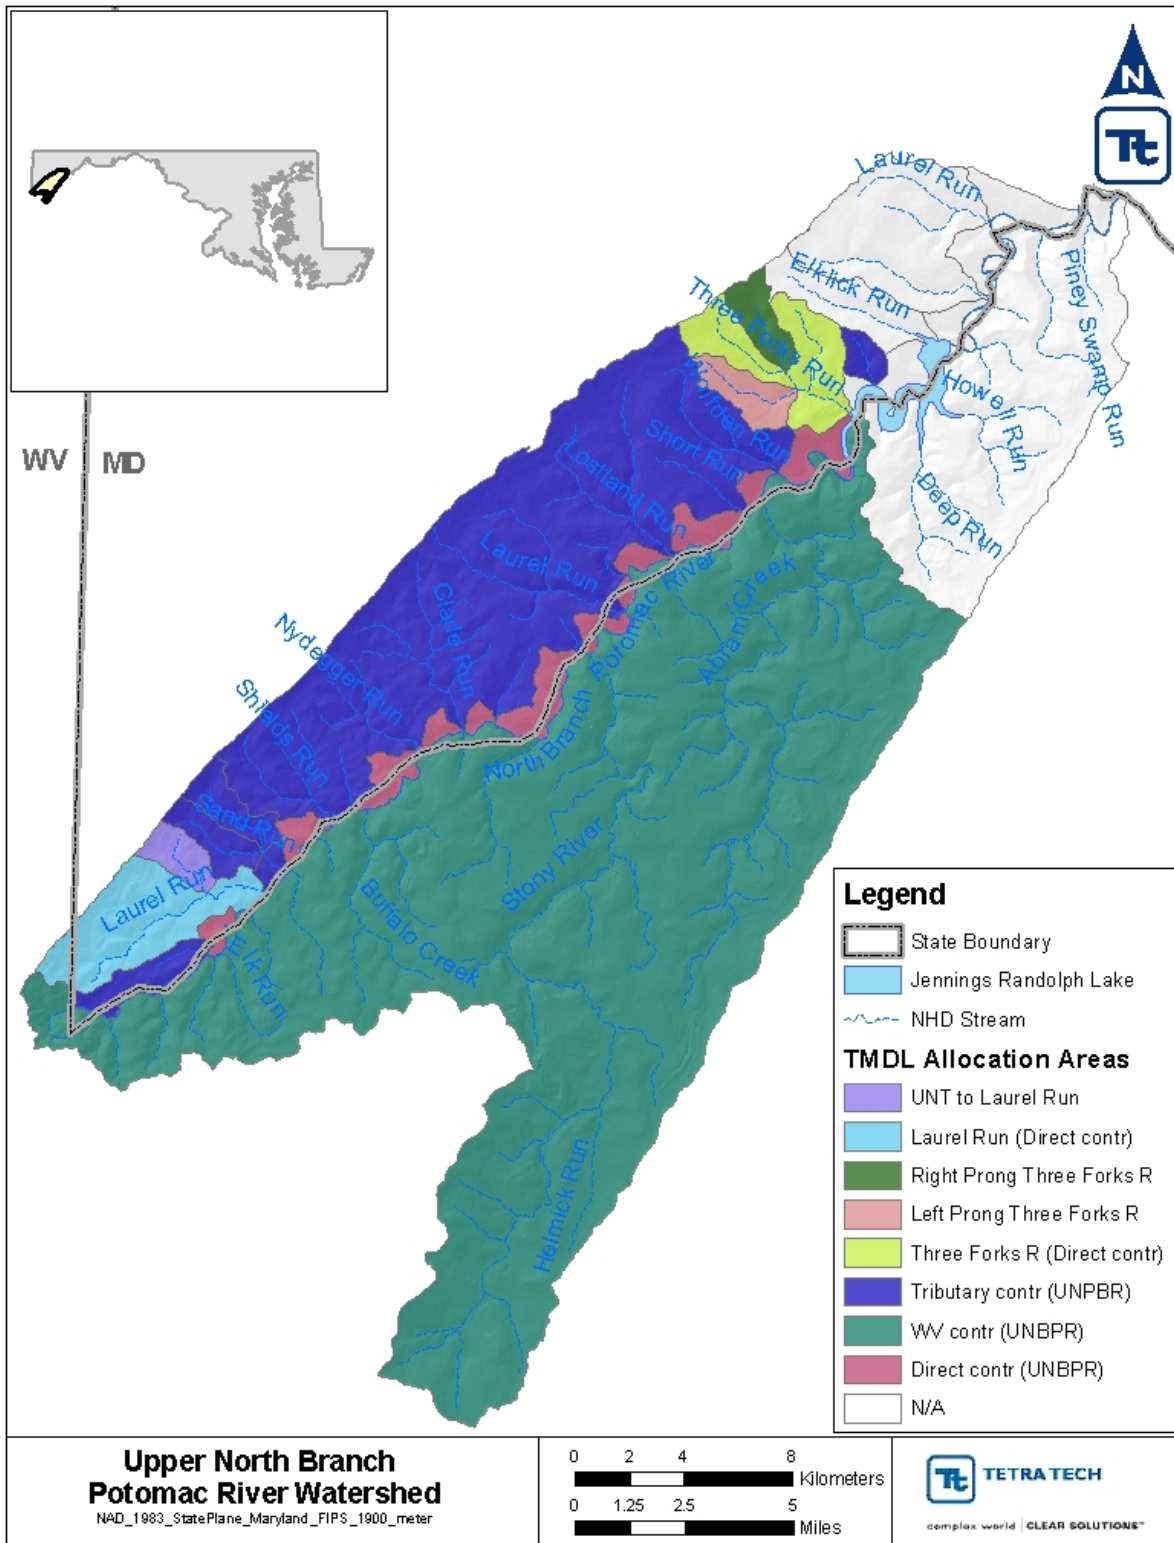 N
Tt
Laurel Run
Elklick Run
Piney Swamp Run
Three Forks Run
Howell Run
Wolfden Run
Short Run
Lostland Run
Deep Run
WV
MD
Laurel Run
Glade Run
North Branch Potomac River
Abram Creek
Nydegger Run
Shields Run
Sand Run
Stony River
Laurel Run
Buffalo Creek
Elk Run
Helmick Run
Legend
State Boundary
Jennings Randolph Lake
NHD Stream
TMDL Allocation Areas
UNT to Laurel Run
Laurel Run (Direct contr)
Right Prong Three Forks R
Left Prong Three Forks R
Three Forks R (Direct contr)
Tributary contr (UNPBR)
WV contr (UNBPR)
Direct contr (UNBPR)
N/A
Upper North Branch
Potomac River Watershed
NAD_1983_StatePlane_Maryland_FIPS_1900_meter
0 2 4 8
Kilometers
0 1.25 2.5 5
Miles
Tt TETRA TECH
complex world | CLEAR SOLUTIONS™